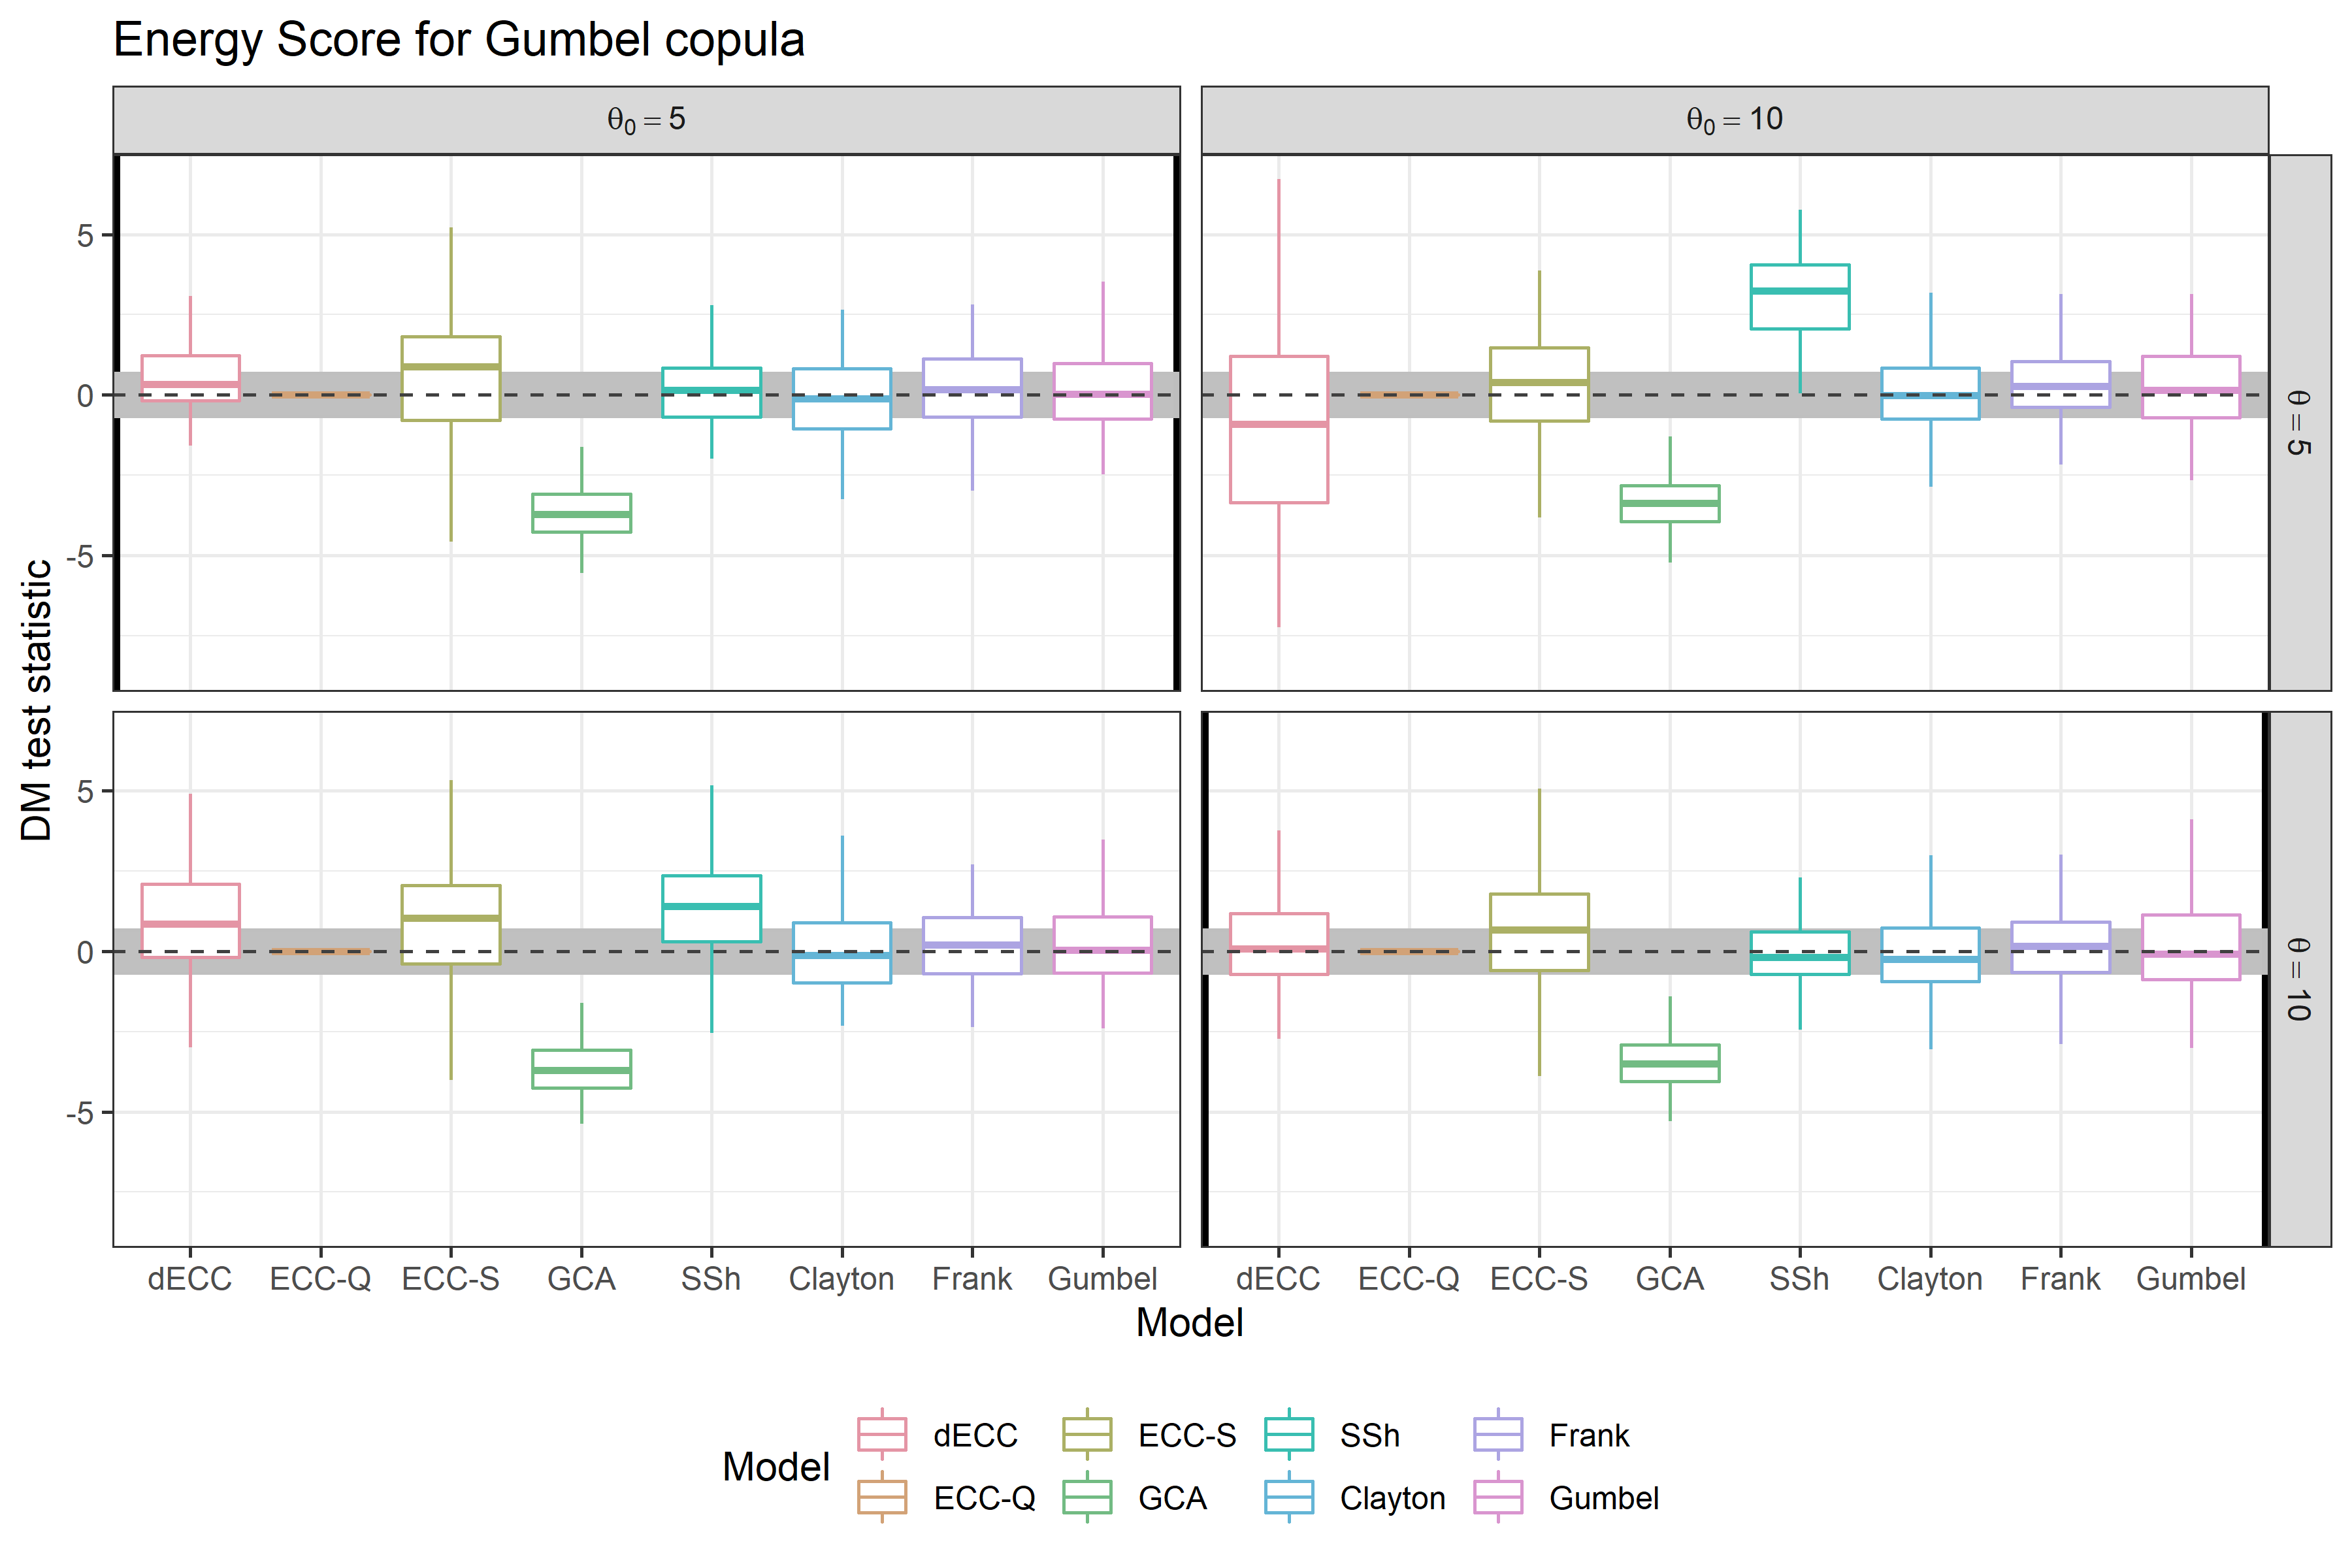 Energy Score for Gumbel copula
θ₀ = 5
θ₀ = 10
5
0
-5
θ = 5
DM test statistic
5
0
-5
θ = 10
dECC ECC-Q ECC-S GCA SSh Clayton Frank Gumbel
dECC ECC-Q ECC-S GCA SSh Clayton Frank Gumbel
Model
Model
dECC ECC-S SSh Frank
ECC-Q GCA Clayton Gumbel